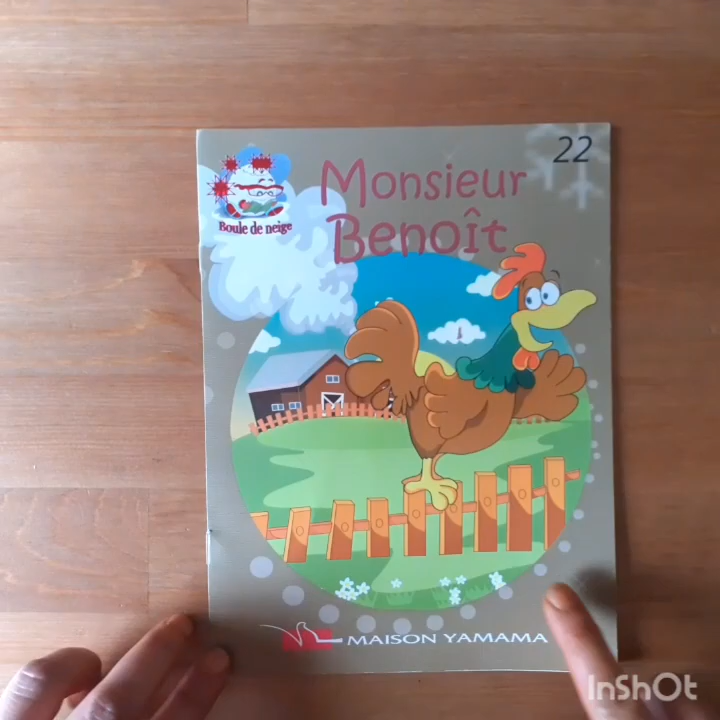 22
Monsieur
Benoît
Boule de neige
MAISON YAMAMA
InShOt